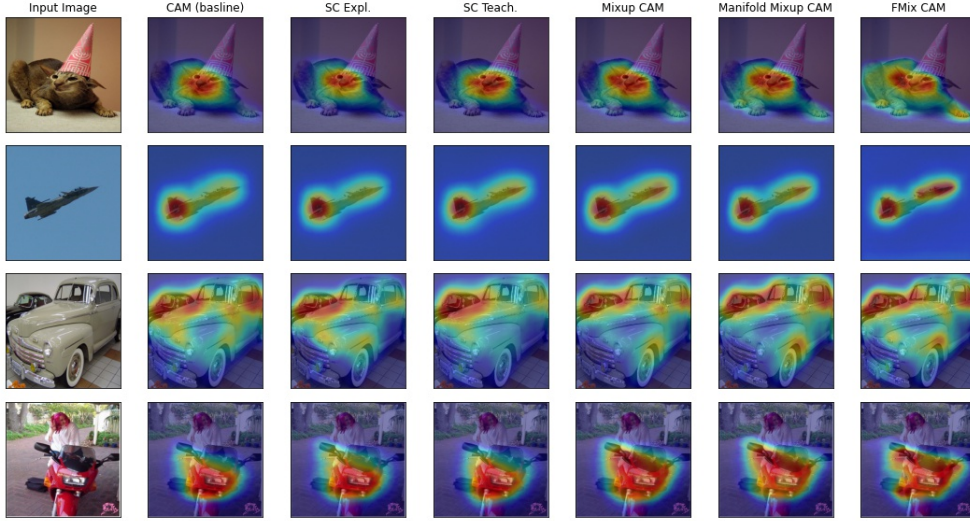 Input Image
CAM (basline)
SC Expl.
SC Teach.
Mixup CAM
Manifold Mixup CAM
FMix CAM